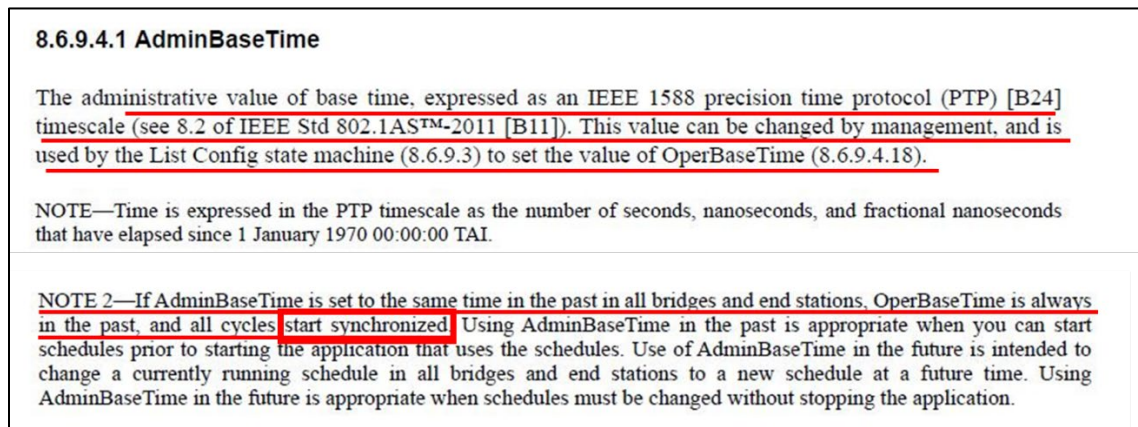 8.6.9.4.1 AdminBaseTime
The administrative value of base time, expressed as an IEEE 1588 precision time protocol (PTP) [B24]
timescale (see 8.2 of IEEE Std 802.1AS™-2011 [B11]). This value can be changed by management, and is
used by the List Config state machine (8.6.9.3) to set the value of OperBaseTime (8.6.9.4.18).
NOTE—Time is expressed in the PTP timescale as the number of seconds, nanoseconds, and fractional nanoseconds
that have elapsed since 1 January 1970 00:00:00 TAI.
NOTE 2—If AdminBaseTime is set to the same time in the past in all bridges and end stations, OperBaseTime is always
in the past, and all cycles start synchronized. Using AdminBaseTime in the past is appropriate when you can start
schedules prior to starting the application that uses the schedules. Use of AdminBaseTime in the future is intended to
change a currently running schedule in all bridges and end stations to a new schedule at a future time. Using
AdminBaseTime in the future is appropriate when schedules must be changed without stopping the application.